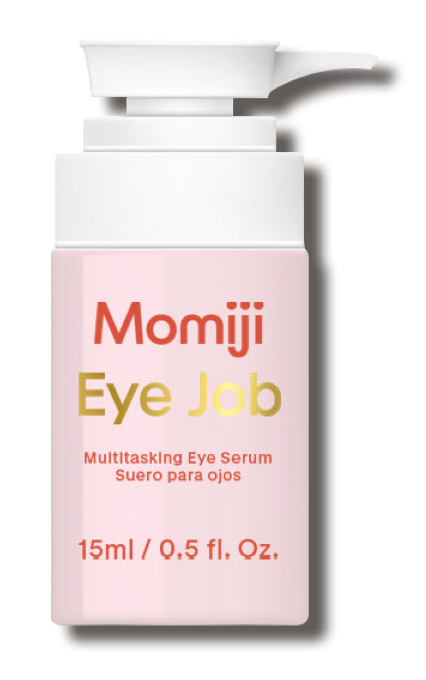 Momiji
Eye Job
Multitasking Eye Serum
Suero para ojos
15ml / 0.5 fl. Oz.